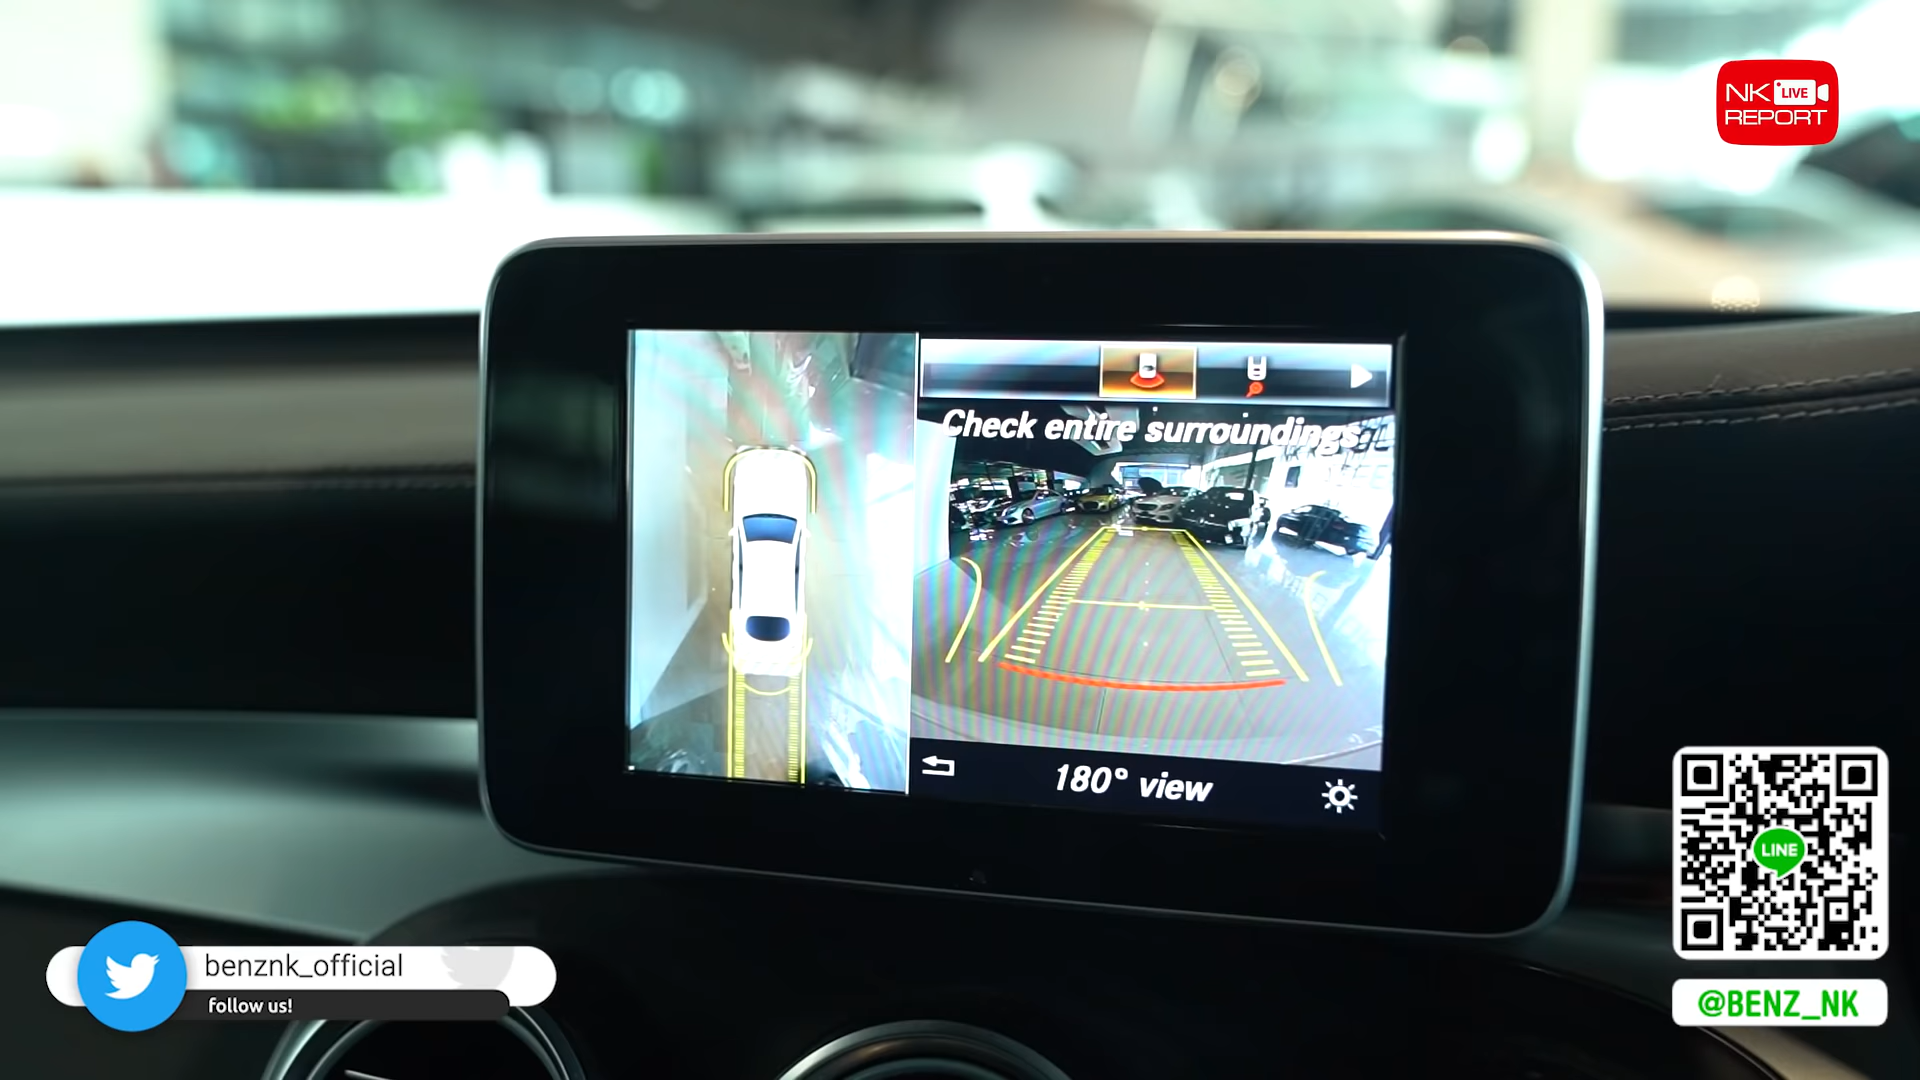 NK LIVE
REPORT
Check entire surroundings
180° view
LINE
@BENZ_NK
benznk_official
follow us!